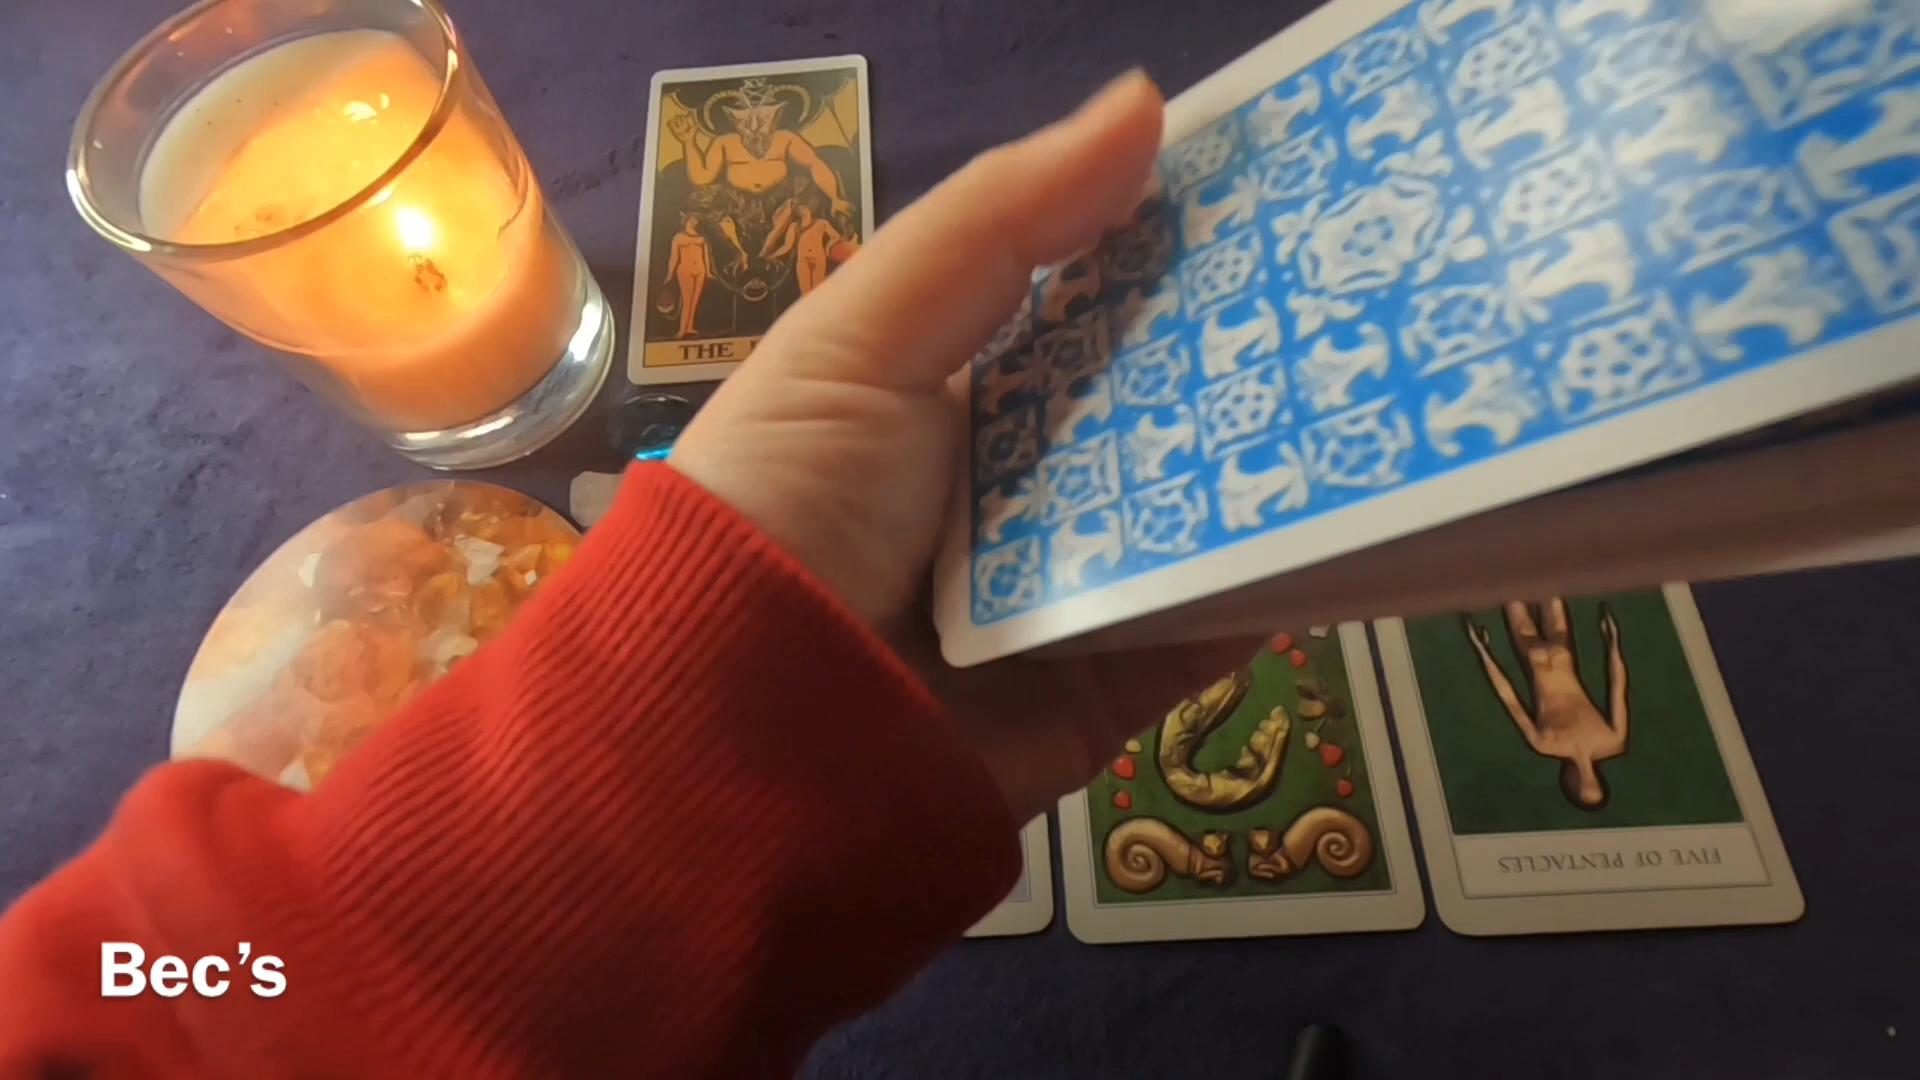 XV
THE
FIVE OF PENTACLES
Bec’s